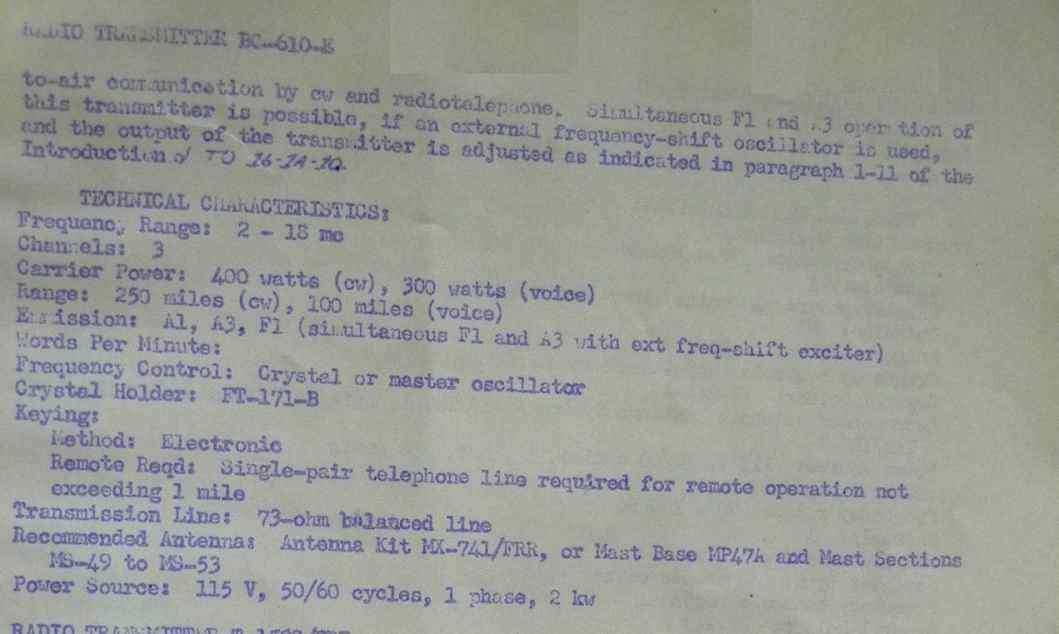 RADIO TRANSMITTER BC-610-E
to-air communication by cw and radiotelephone. Simultaneous F1 and A3 operation of
this transmitter is possible, if an external frequency-shift oscillator is used,
and the output of the transmitter is adjusted as indicated in paragraph 1-11 of the
Introduction of TO 16-1A-10
TECHNICAL CHARACTERISTICS:
Frequency Range: 2 - 18 mc
Channels: 3
Carrier Power: 400 watts (cw), 300 watts (voice)
Range: 250 miles (cw), 100 miles (voice)
Emission: A1, A3, F1 (simultaneous F1 and A3 with ext freq-shift exciter)
Words Per Minute:
Frequency Control: Crystal or master oscillator
Crystal Holder: FT-171-B
Keying:
Method: Electronic
Remote Reqd: Single-pair telephone line required for remote operation not
exceeding 1 mile
Transmission Line: 73-ohm balanced line
Recommended Antenna: Antenna Kit MX-741/FRR, or Mast Base MP47A and Mast Sections
MS-49 to MS-53
Power Source: 115 V, 50/60 cycles, 1 phase, 2 kw
RADIO TRANSMITTER